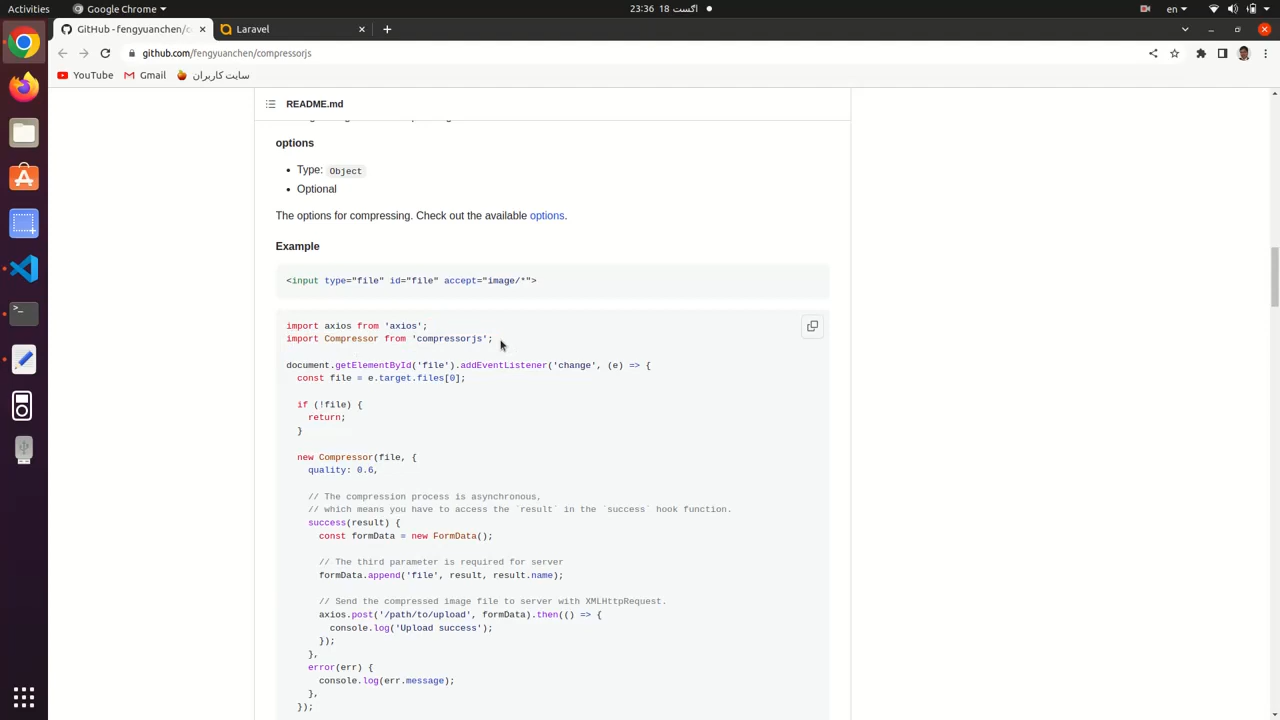 Activities
Google Chrome
23:36 18 اگست
en
GitHub - fengyuanchen/c
Laravel
github.com/fengyuanchen/compressorjs
YouTube
Gmail
سایت کاربران
README.md
options
Type: Object
Optional
The options for compressing. Check out the available options.
Example
<input type="file" id="file" accept="image/*">
import axios from 'axios';
import Compressor from 'compressorjs';
document.getElementById('file').addEventListener('change', (e) => {
const file = e.target.files[0];
if (!file) {
return;
}
new Compressor(file, {
quality: 0.6,
// The compression process is asynchronous,
// which means you have to access the `result` in the `success` hook function.
success(result) {
const formData = new FormData();
// The third parameter is required for server
formData.append('file', result, result.name);
// Send the compressed image file to server with XMLHttpRequest.
axios.post('/path/to/upload', formData).then(() => {
console.log('Upload success');
});
},
error(err) {
console.log(err.message);
},
});